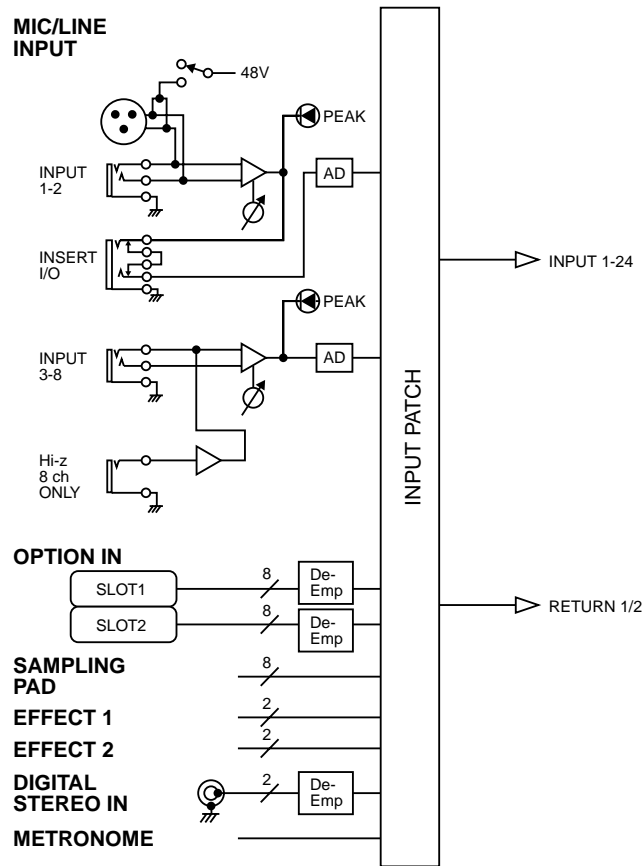 MIC/LINE
INPUT
48V
PEAK
INPUT
1-2
AD
INSERT
I/O
PEAK
INPUT
3-8
AD
Hi-z
8 ch
ONLY
INPUT PATCH
INPUT 1-24
RETURN 1/2
OPTION IN
SLOT1
8
De-
Emp
SLOT2
8
De-
Emp
SAMPLING
PAD
8
EFFECT 1
2
EFFECT 2
2
DIGITAL
STEREO IN
2
De-
Emp
METRONOME